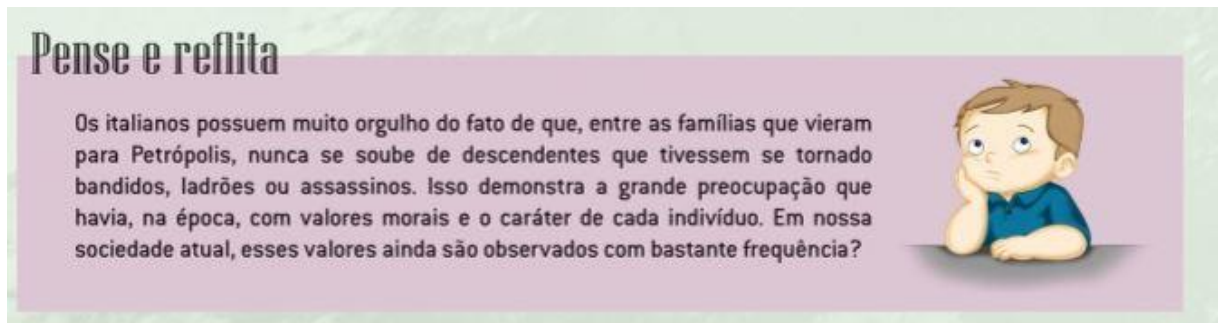 Pense e reflita
Os italianos possuem muito orgulho do fato de que, entre as famílias que vieram
para Petrópolis, nunca se soube de descendentes que tivessem se tornado
bandidos, ladrões ou assassinos. Isso demonstra a grande preocupação que
havia, na época, com valores morais e o caráter de cada indivíduo. Em nossa
sociedade atual, esses valores ainda são observados com bastante frequência?